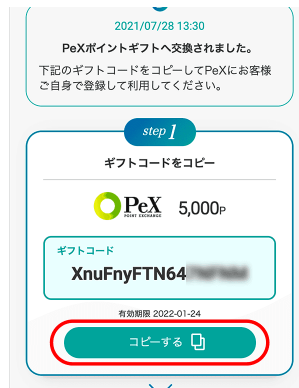 2021/07/28 13:30
PeXポイントギフトへ交換されました。
下記のギフトコードをコピーしてPeXにお客様
ご自身で登録して利用してください。
step 1
ギフトコードをコピー
PeX
POINT EXCHANGE
5,000P
ギフトコード
XnuFnyFTN64
有効期限 2022-01-24
コピーする